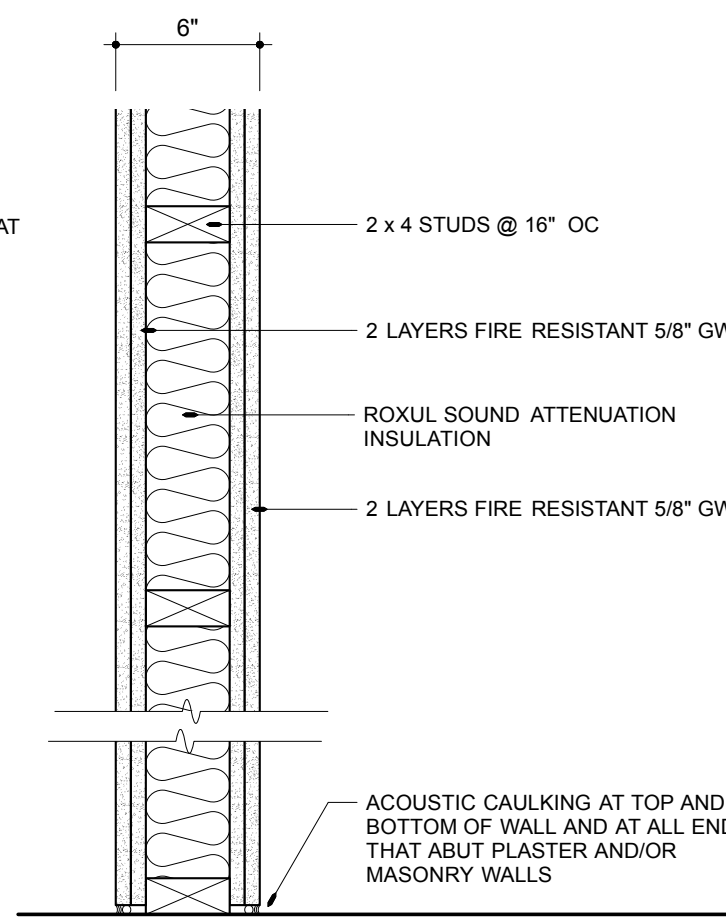 6"
AT
2 x 4 STUDS @ 16" OC
2 LAYERS FIRE RESISTANT 5/8" GW
ROXUL SOUND ATTENUATION
INSULATION
2 LAYERS FIRE RESISTANT 5/8" GW
ACOUSTIC CAULKING AT TOP AND
BOTTOM OF WALL AND AT ALL END
THAT ABUT PLASTER AND/OR
MASONRY WALLS